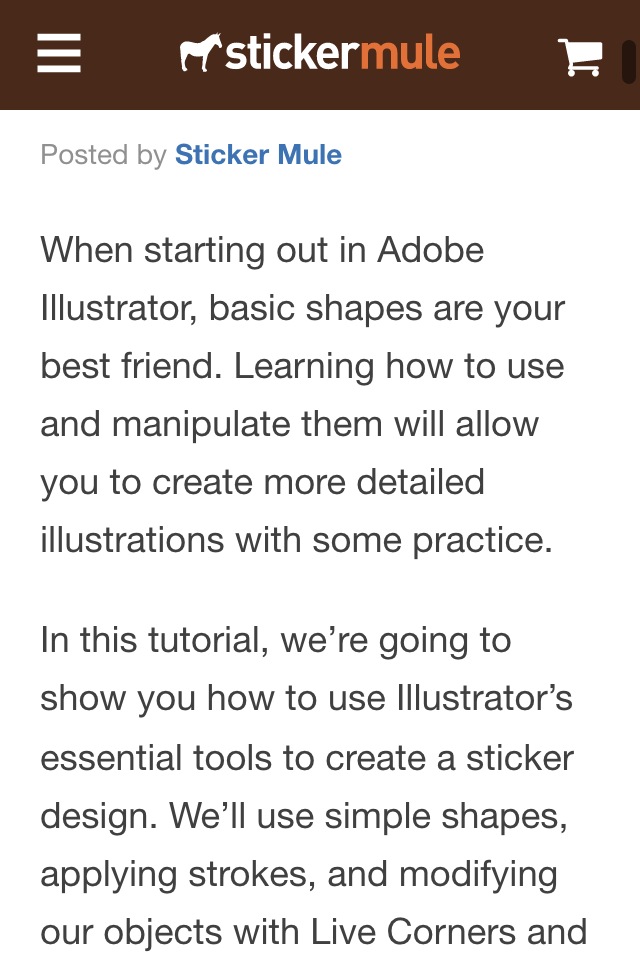 stickermule
Posted by Sticker Mule
When starting out in Adobe
Illustrator, basic shapes are your
best friend. Learning how to use
and manipulate them will allow
you to create more detailed
illustrations with some practice.
In this tutorial, we’re going to
show you how to use Illustrator’s
essential tools to create a sticker
design. We’ll use simple shapes,
applying strokes, and modifying
our objects with Live Corners and